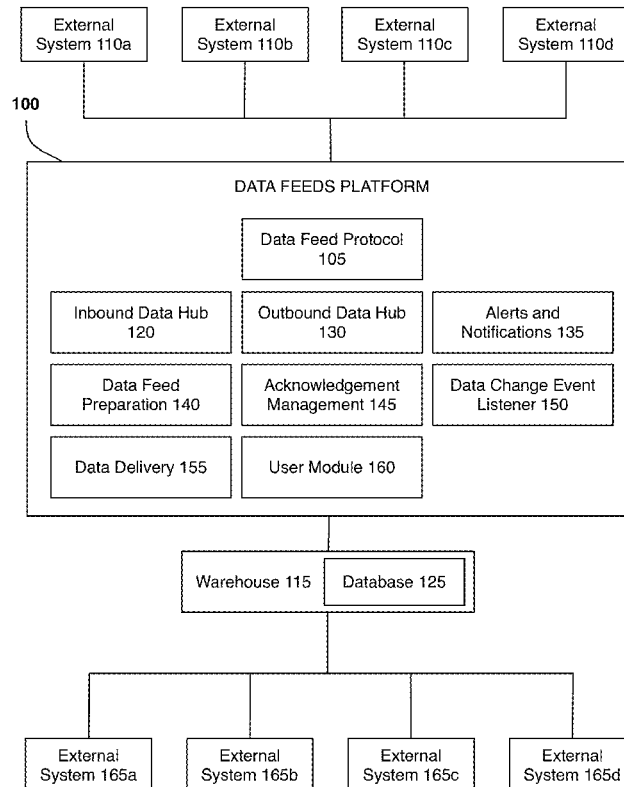 External
System 110a
External
System 110b
External
System 110c
External
System 110d
100
DATA FEEDS PLATFORM
Data Feed Protocol
105
Inbound Data Hub
120
Outbound Data Hub
130
Alerts and
Notifications 135
Data Feed
Preparation 140
Acknowledgement
Management 145
Data Change Event
Listener 150
Data Delivery 155
User Module 160
Warehouse 115
Database 125
External
System 165a
External
System 165b
External
System 165c
External
System 165d